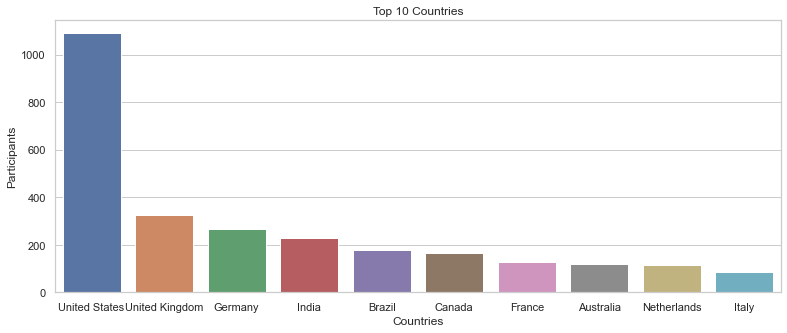 Top 10 Countries
Participants
1000
800
600
400
200
0
United States United Kingdom Germany India Brazil Canada France Australia Netherlands Italy
Countries